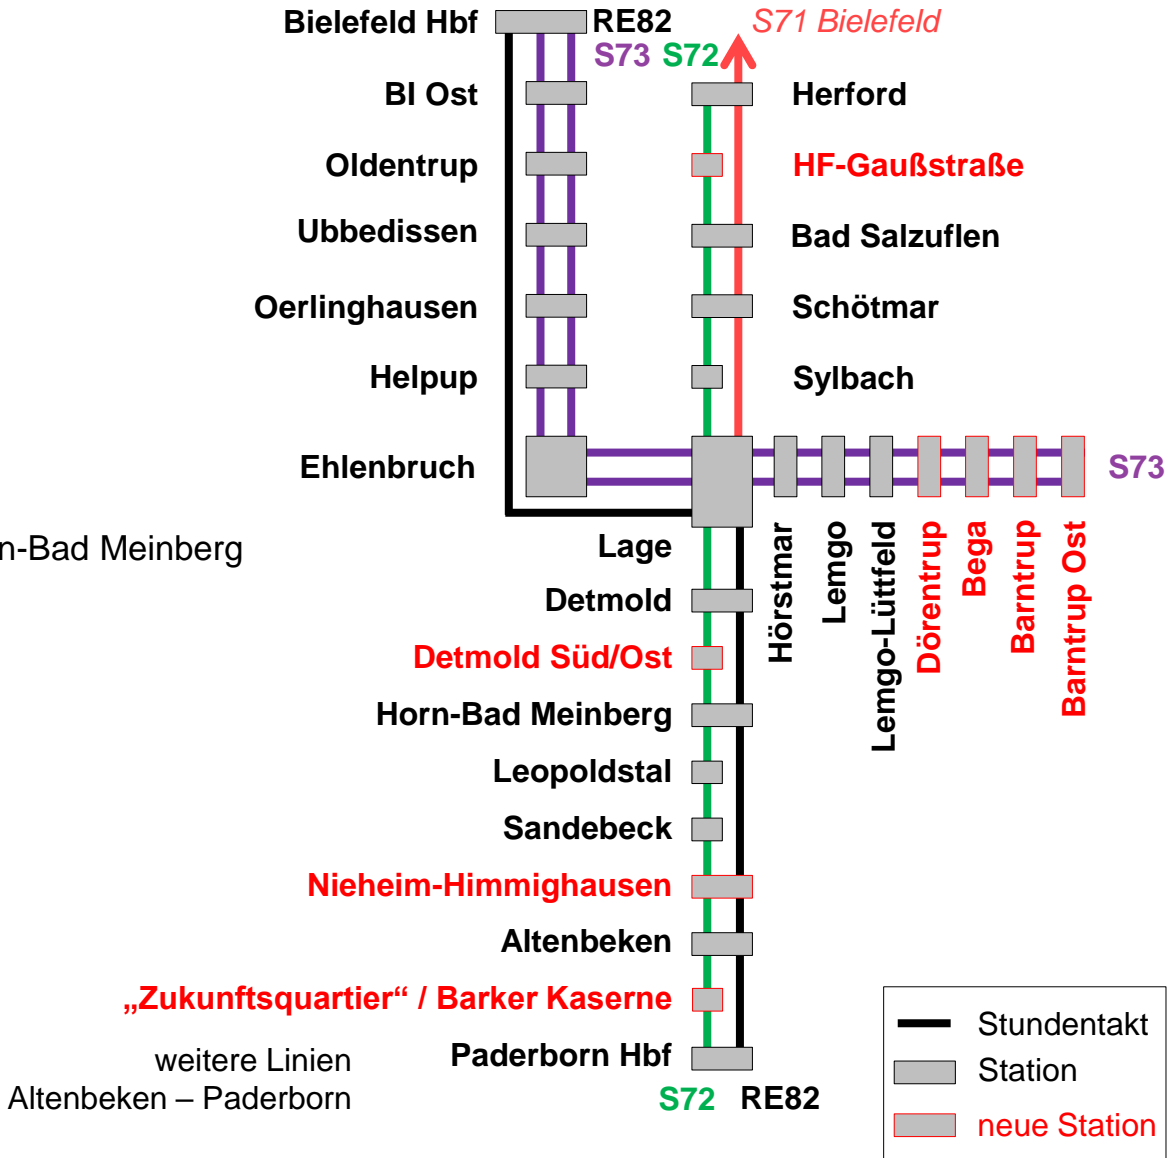 Bielefeld Hbf
RE82
S71 Bielefeld
S73
S72
BI Ost
Herford
Oldentrup
HF-Gaußstraße
Ubbedissen
Bad Salzuflen
Oerlinghausen
Schötmar
Helpup
Sylbach
Ehlenbruch
S73
n-Bad Meinberg
Lage
Hörstmar
Lemgo
Lemgo-Lüttfeld
Dörentrup
Bega
Barntrup
Barntrup Ost
Detmold
Detmold Süd/Ost
Horn-Bad Meinberg
Leopoldstal
Sandebeck
Nieheim-Himmighausen
Altenbeken
„Zukunftsquartier“ / Barker Kaserne
Paderborn Hbf
weitere Linien
Altenbeken – Paderborn
S72
RE82
Stundentakt
Station
neue Station